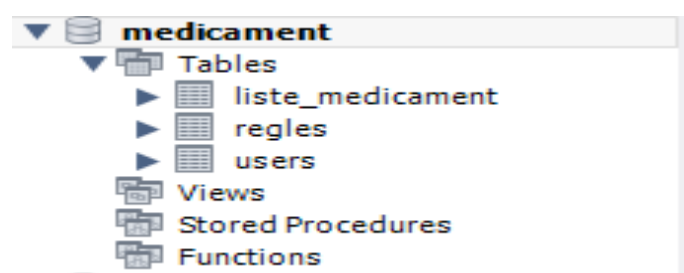 medicament
Tables
liste_medicament
regles
users
Views
Stored Procedures
Functions